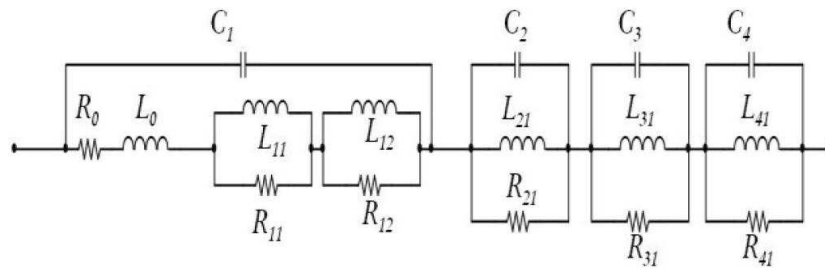 C₁ C₂ C₃ C₄
R₀ L₀ L₁₁ L₁₂ L₂₁ L₃₁ L₄₁
R₁₁ R₁₂ R₂₁ R₃₁ R₄₁